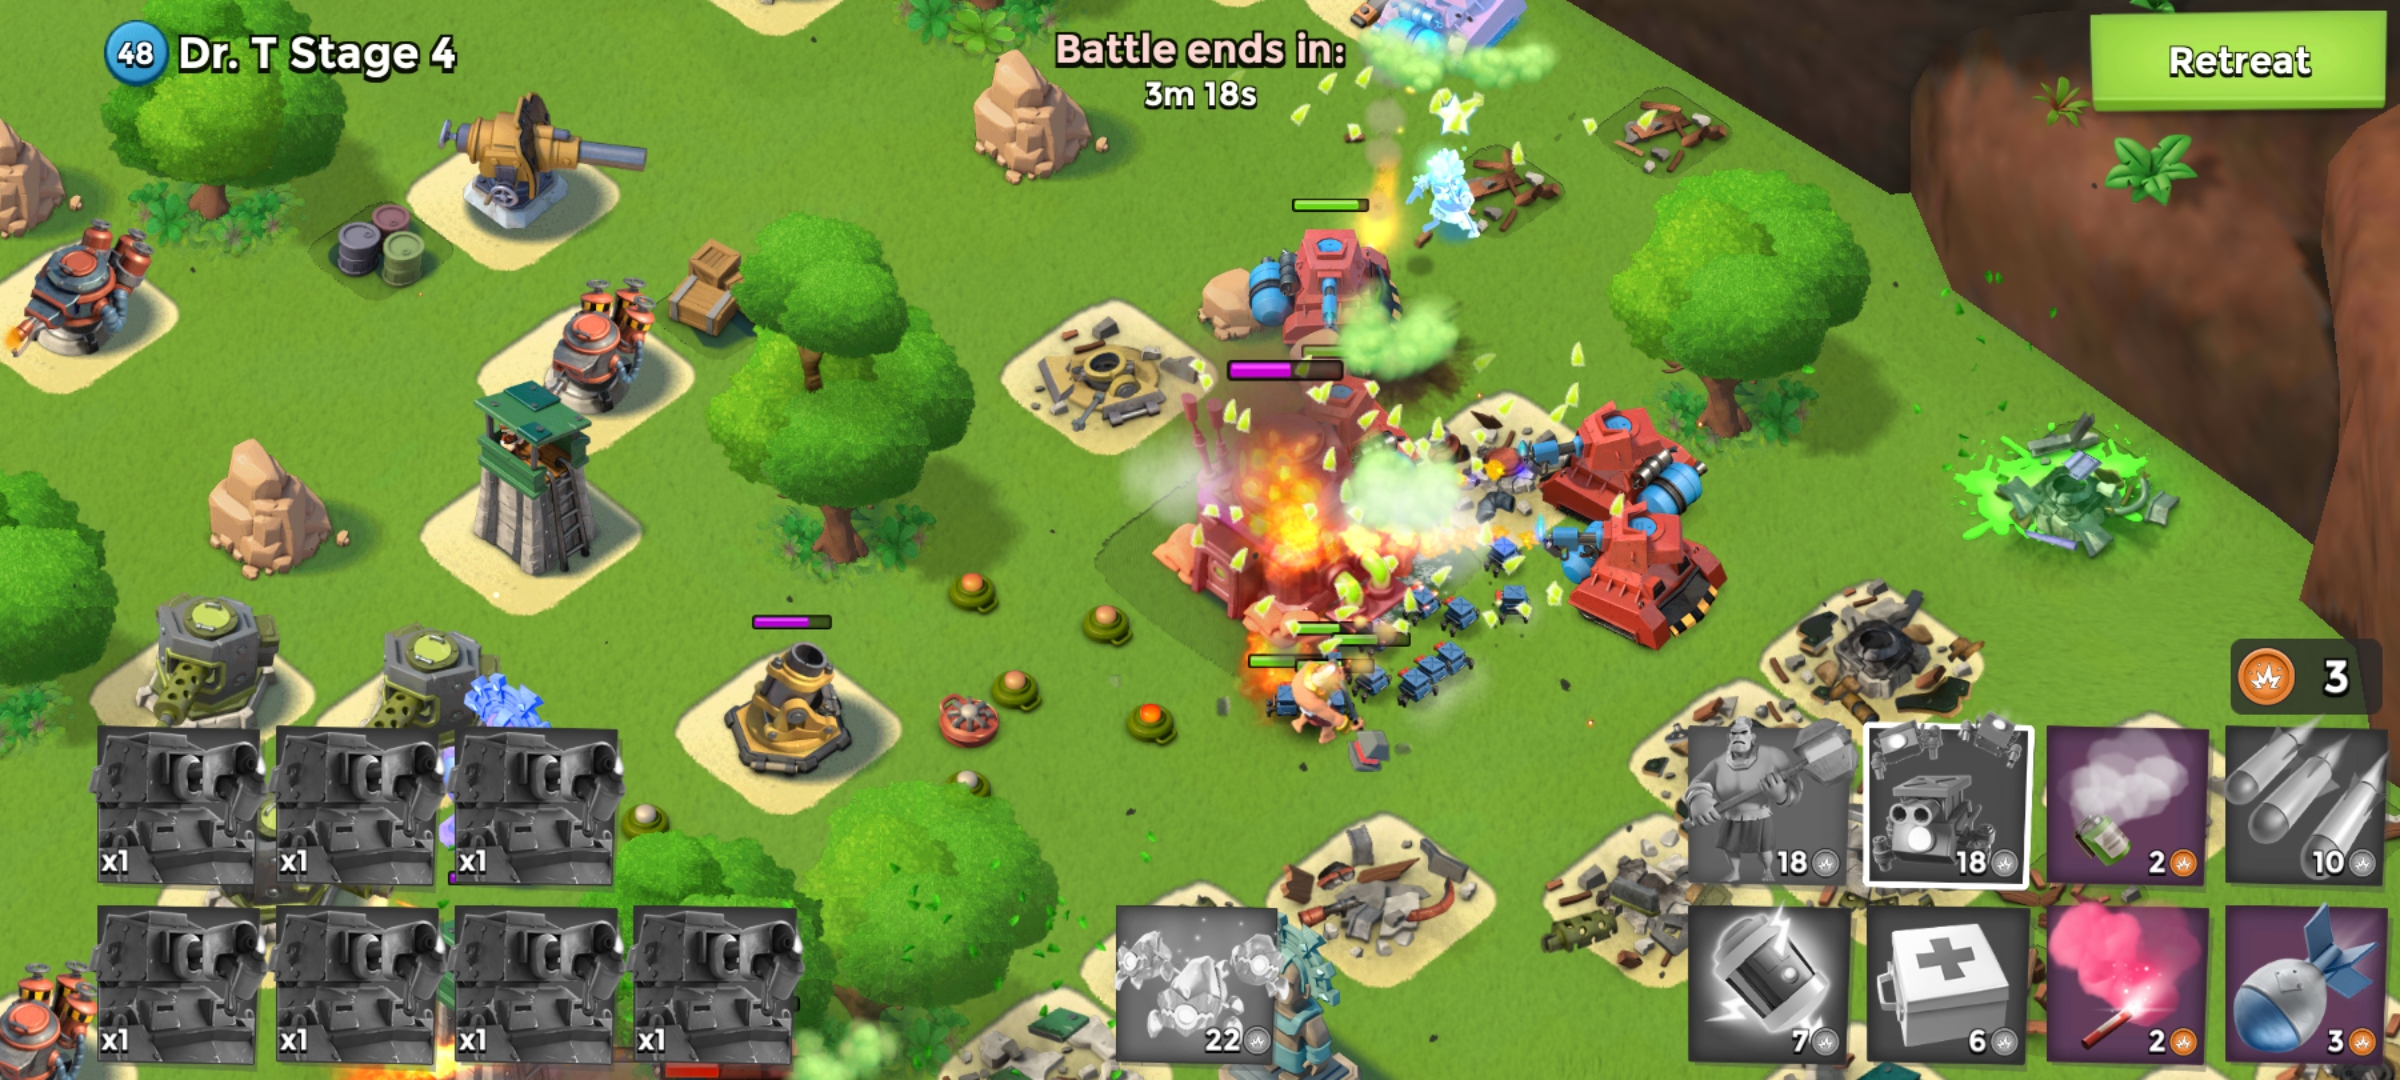 48 Dr. T Stage 4
Battle ends in:
3m 18s
Retreat
3
x1 x1 x1
18 18 2 10
x1 x1 x1 x1
22
7 6 2 3